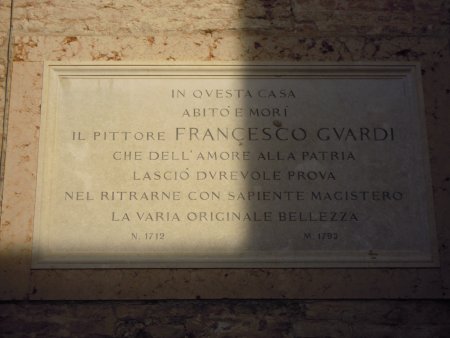 IN QVESTA CASA
ABITÒ E MORÌ
IL PITTORE FRANCESCO GVARDI
CHE DELL'AMORE ALLA PATRIA
LASCIÒ DVREVOLE PROVA
NEL RITRARNE CON SAPIENTE MAGISTERO
LA VARIA ORIGINALE BELLEZZA
N. 1712 M. 1793